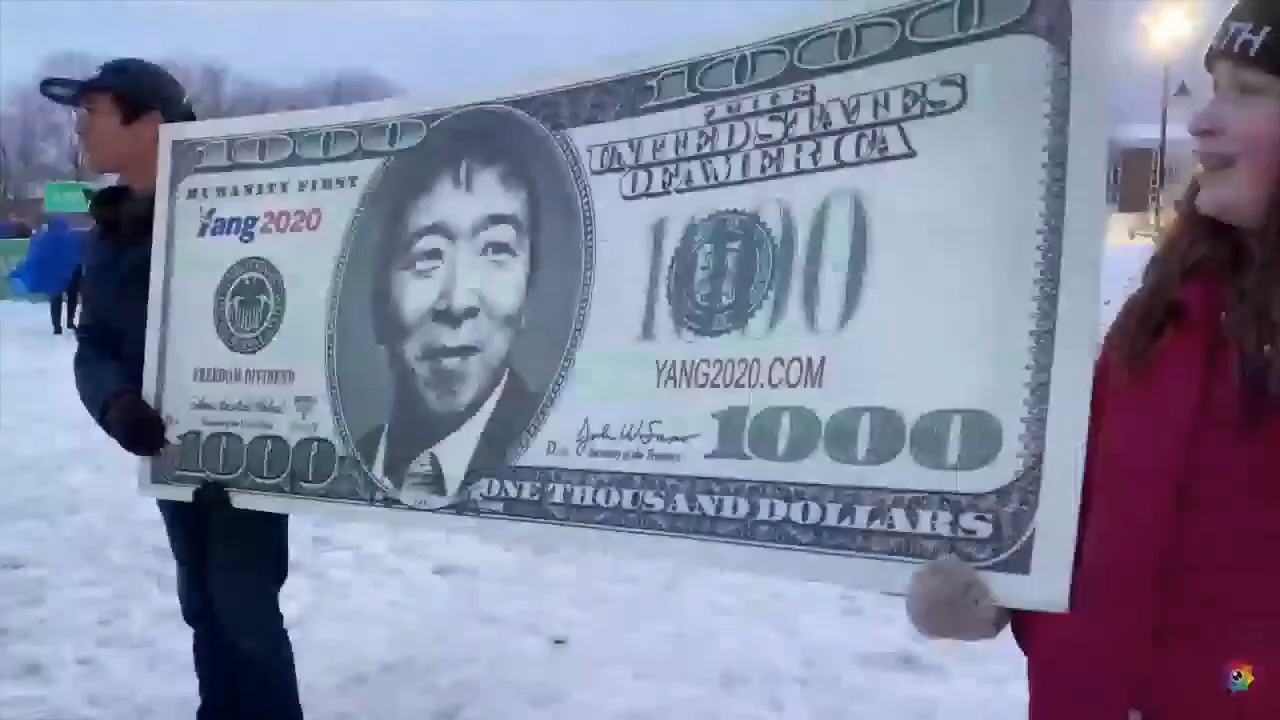 1000
1000
HUMANITY FIRST
Yang2020
UNITED STATES
OF AMERICA
1000
YANG2020.COM
FREEDOM DIVIDEND
1000
1000
ONE THOUSAND DOLLARS
TH